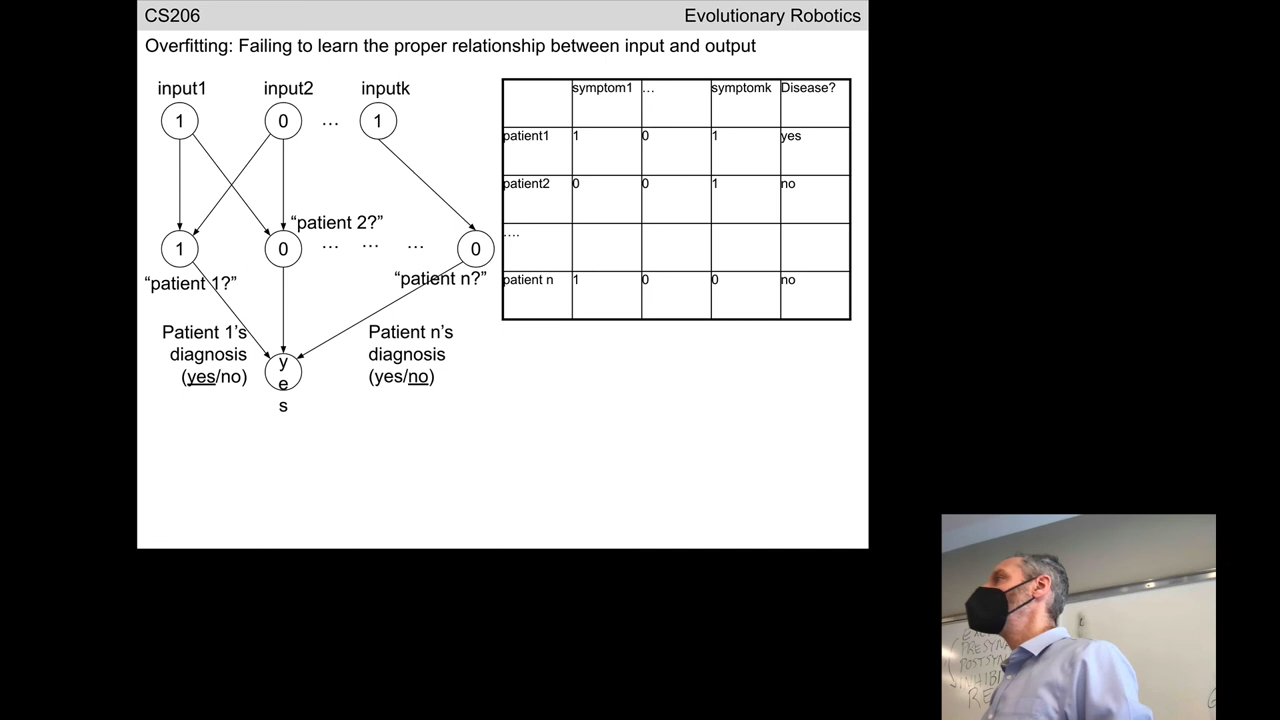 CS206
Evolutionary Robotics
Overfitting: Failing to learn the proper relationship between input and output
input1 input2 inputk
1 0 … 1
“patient 2?”
1 0 … … … 0
“patient 1?” “patient n?”
Patient 1’s
diagnosis
(yes/no)
y
e
s
Patient n’s
diagnosis
(yes/no)
symptom1 … symptomk Disease?
patient1 1 0 1 yes
patient2 0 0 1 no
….
patient n 1 0 0 no